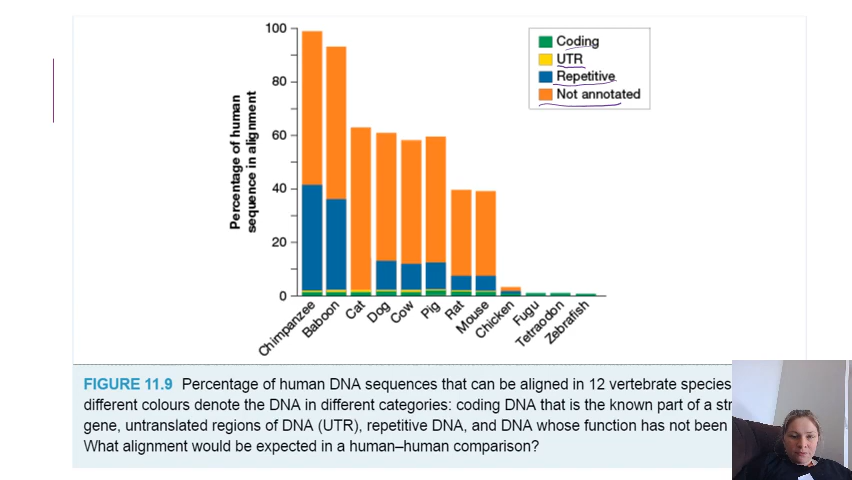 100
80
60
40
20
0
Percentage of human
sequence in alignment
Coding
UTR
Repetitive
Not annotated
Chimpanzee
Baboon
Cat
Dog
Cow
Pig
Rat
Mouse
Chicken
Fugu
Tetraodon
Zebrafish
FIGURE 11.9 Percentage of human DNA sequences that can be aligned in 12 vertebrate species
different colours denote the DNA in different categories: coding DNA that is the known part of a
gene, untranslated regions of DNA (UTR), repetitive DNA, and DNA whose function has not been
What alignment would be expected in a human–human comparison?